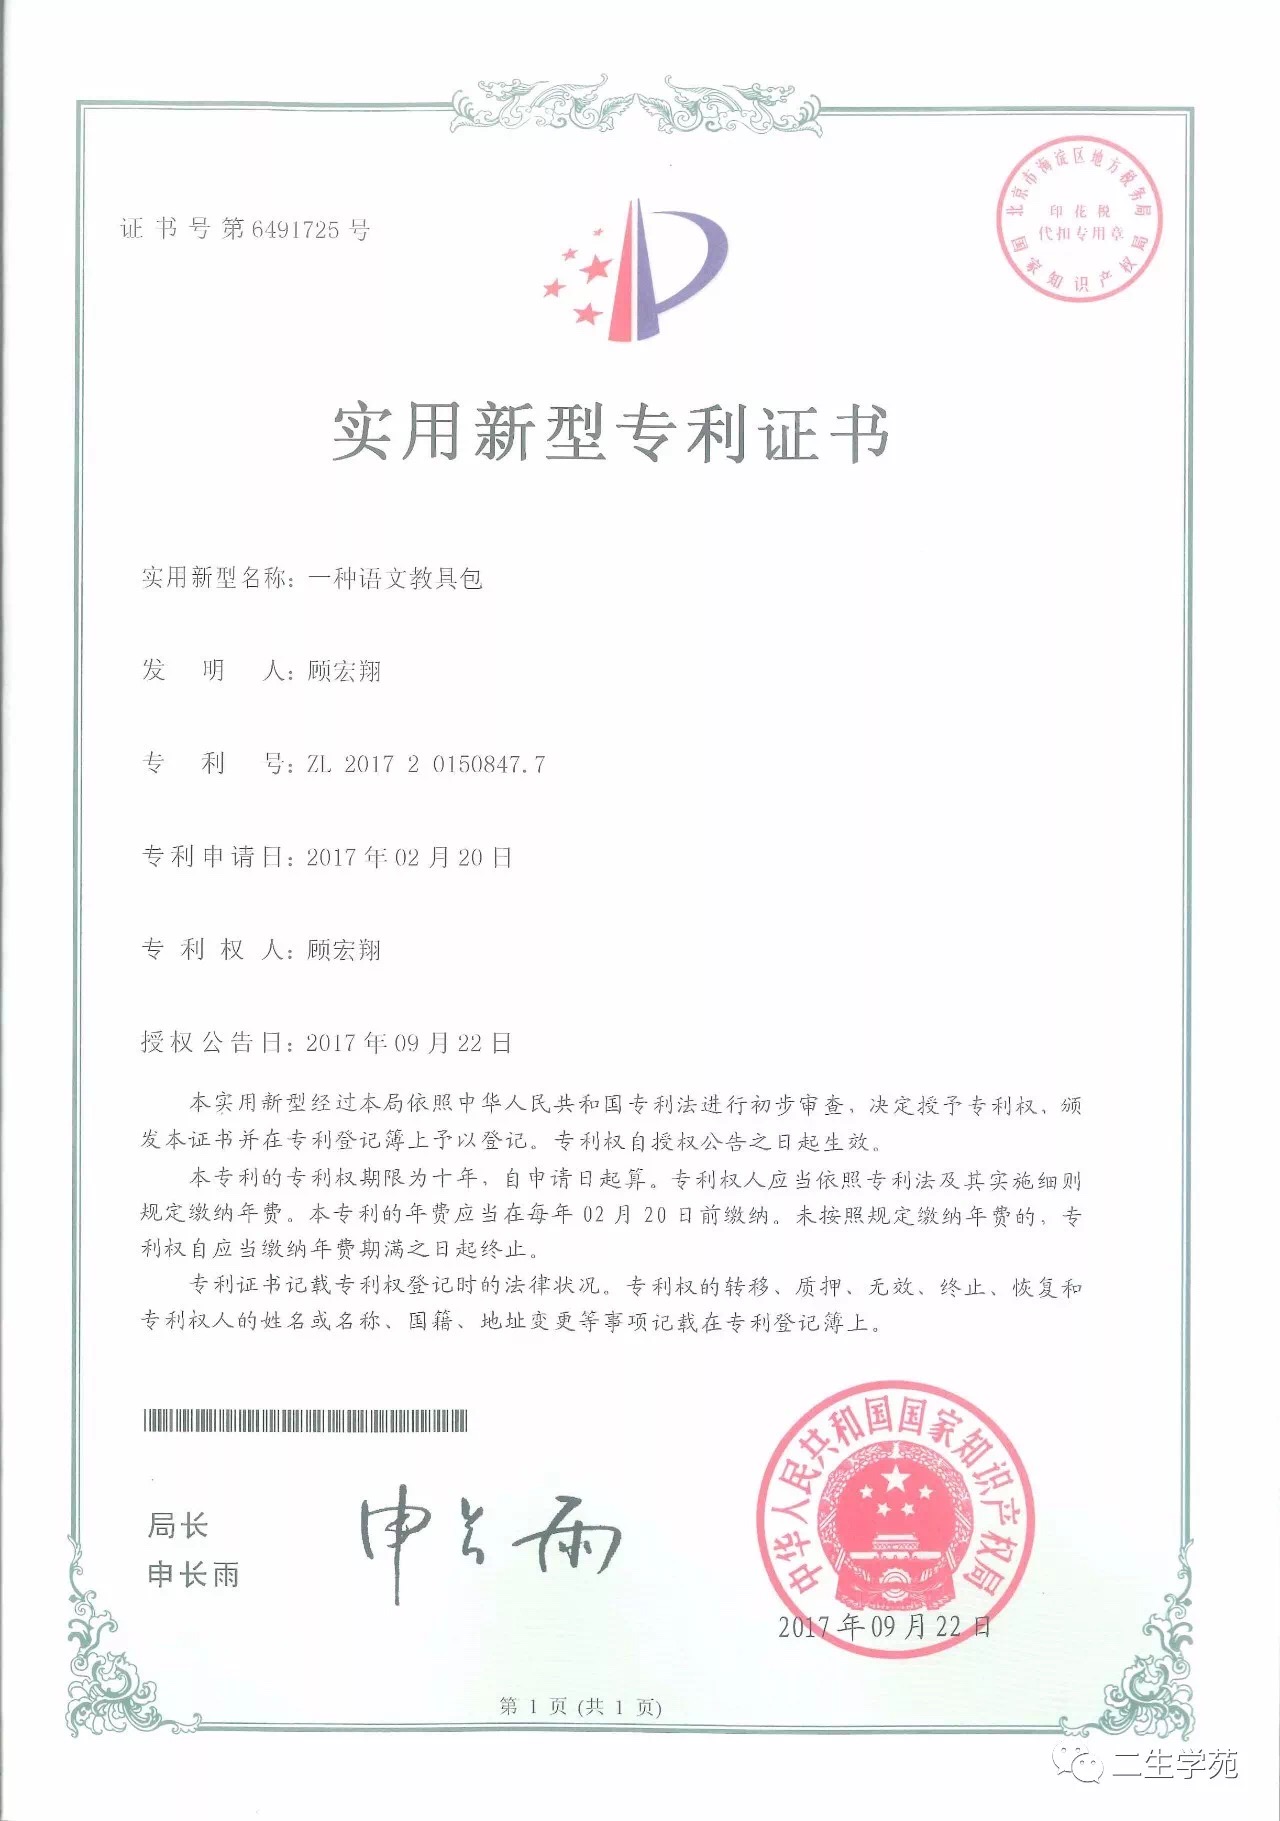 证书号第6491725号
北京市海淀区地方税务局
印花税
代扣专用章
国家知识产权局
实用新型专利证书
实用新型名称：一种语文教具包
发明人：顾宏翔
专利号：ZL 2017 2 0150847.7
专利申请日：2017年02月20日
专利权人：顾宏翔
授权公告日：2017年09月22日
本实用新型经过本局依照中华人民共和国专利法进行初步审查，决定授予专利权，颁
发本证书并在专利登记簿上予以登记。专利权自授权公告之日起生效。
本专利的专利权期限为十年，自申请日起算。专利权人应当依照专利法及其实施细则
规定缴纳年费。本专利的年费应当在每年02月20日前缴纳。未按照规定缴纳年费的，专
利权自应当缴纳年费期满之日起终止。
专利证书记载专利权登记时的法律状况。专利权的转移、质押、无效、终止、恢复和
专利权人的姓名或名称、国籍、地址变更等事项记载在专利登记簿上。
局长
申长雨
申长雨
中华人民共和国国家知识产权局
2017年09月22日
第 1 页 (共 1 页)
二生学苑